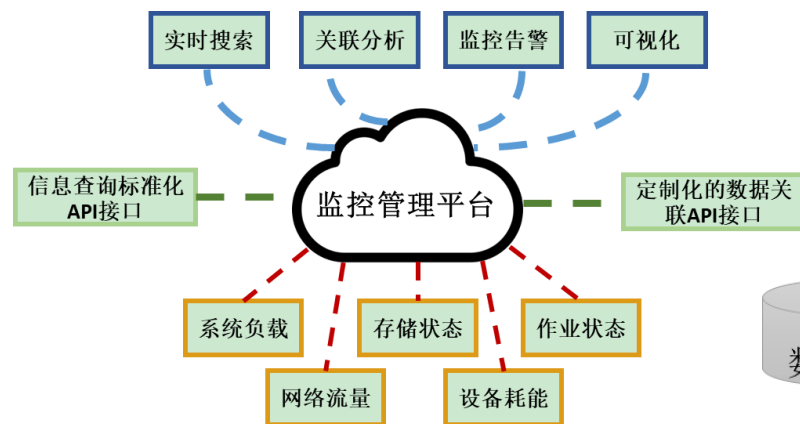 实时搜索
关联分析
监控告警
可视化
信息查询标准化
API接口
监控管理平台
定制化的数据关
联API接口
系统负载
存储状态
作业状态
网络流量
设备耗能